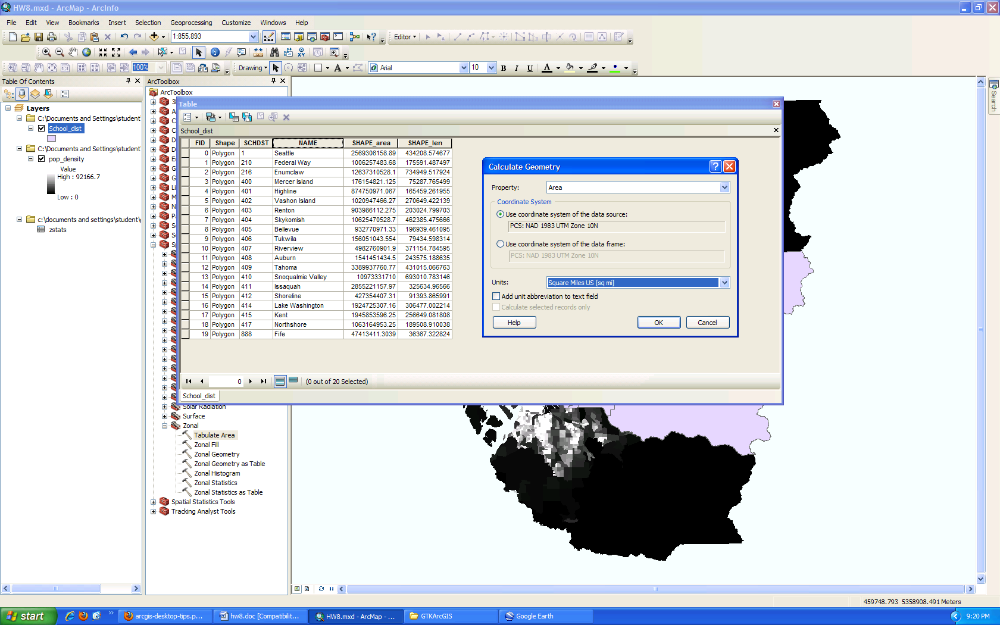 HW8.mxd - ArcMap - ArcInfo
File Edit View Bookmarks Insert Selection Geoprocessing Customize Windows Help
1:855,893 Editor
100% Drawing Arial 10 B I U A
Table Of Contents
Layers
C:\Documents and Settings\student'
School_dist
C:\Documents and Settings\student'
pop_density
Value
High : 92166.7
Low : 0
c:\documents and settings\student\
zstats
ArcToolbox
ArcToolbox
Solar Radiation
Surface
Zonal
Tabulate Area
Zonal Fill
Zonal Geometry
Zonal Geometry as Table
Zonal Histogram
Zonal Statistics
Zonal Statistics as Table
Spatial Statistics Tools
Tracking Analyst Tools
Table
School_dist
FID Shape SCHDST NAME SHAPE_area SHAPE_len
0 Polygon 1 Seattle 2569306158.89 434208.574677
1 Polygon 210 Federal Way 1006257483.68 175591.487497
2 Polygon 216 Enumclaw 12637310528.1 734949.517924
3 Polygon 400 Mercer Island 176154821.125 75287.765499
4 Polygon 401 Highline 874750971.067 165459.261955
5 Polygon 402 Vashon Island 1020947466.27 270649.422139
6 Polygon 403 Renton 903986112.275 203024.799703
7 Polygon 404 Skykomish 10625470528.7 462385.475666
8 Polygon 405 Bellevue 932770971.33 196939.461095
9 Polygon 406 Tukwila 156051043.554 79434.598314
10 Polygon 407 Riverview 4982760901.9 371154.784595
11 Polygon 408 Auburn 1541451434.5 243575.188635
12 Polygon 409 Tahoma 3389937760.77 431015.066763
13 Polygon 410 Snoqualmie Valley 10973331710 693010.783146
14 Polygon 411 Issaquah 2855221157.97 325634.96566
15 Polygon 412 Shoreline 427354407.31 91393.865991
16 Polygon 414 Lake Washington 1924725307.16 306477.002214
17 Polygon 415 Kent 1945853596.25 256649.081808
18 Polygon 417 Northshore 1063164953.25 189508.910038
19 Polygon 888 Fife 47413411.3039 36367.322824
0 (0 out of 20 Selected)
School_dist
Calculate Geometry
Property: Area
Coordinate System
Use coordinate system of the data source:
PCS: NAD 1983 UTM Zone 10N
Use coordinate system of the data frame:
PCS: NAD 1983 UTM Zone 10N
Units: Square Miles US [sq mi]
Add unit abbreviation to text field
Calculate selected records only
Help OK Cancel
Search
459748.793 5358908.491 Meters
start arcgis-desktop-tips.p... hw8.doc [Compatibilit... HW8.mxd - ArcMap - ... GTKArcGIS Google Earth 9:20 PM